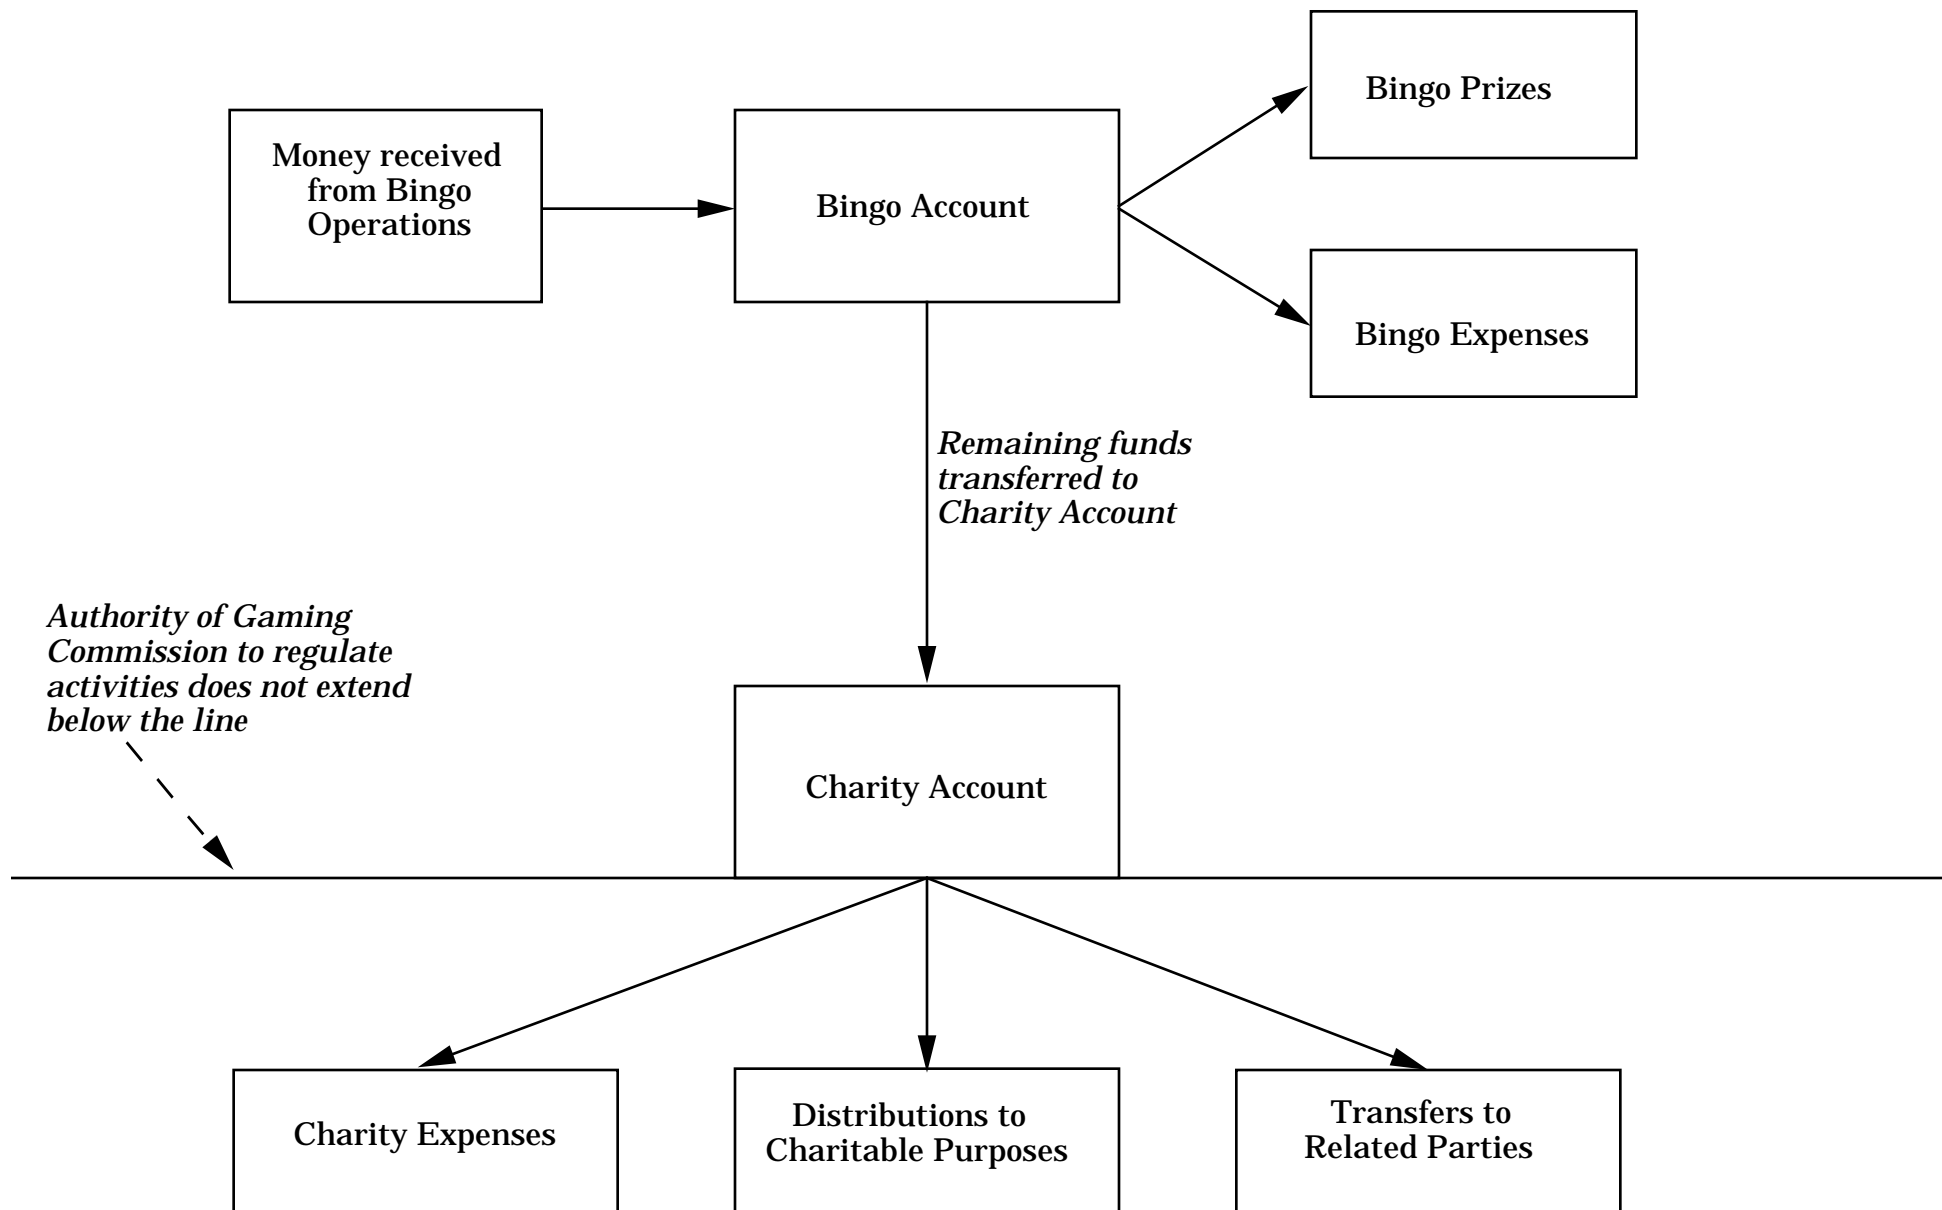 Bingo Prizes
Money received
from Bingo
Operations
Bingo Account
Bingo Expenses
Remaining funds
transferred to
Charity Account
Authority of Gaming
Commission to regulate
activities does not extend
below the line
Charity Account
Charity Expenses
Distributions to
Charitable Purposes
Transfers to
Related Parties